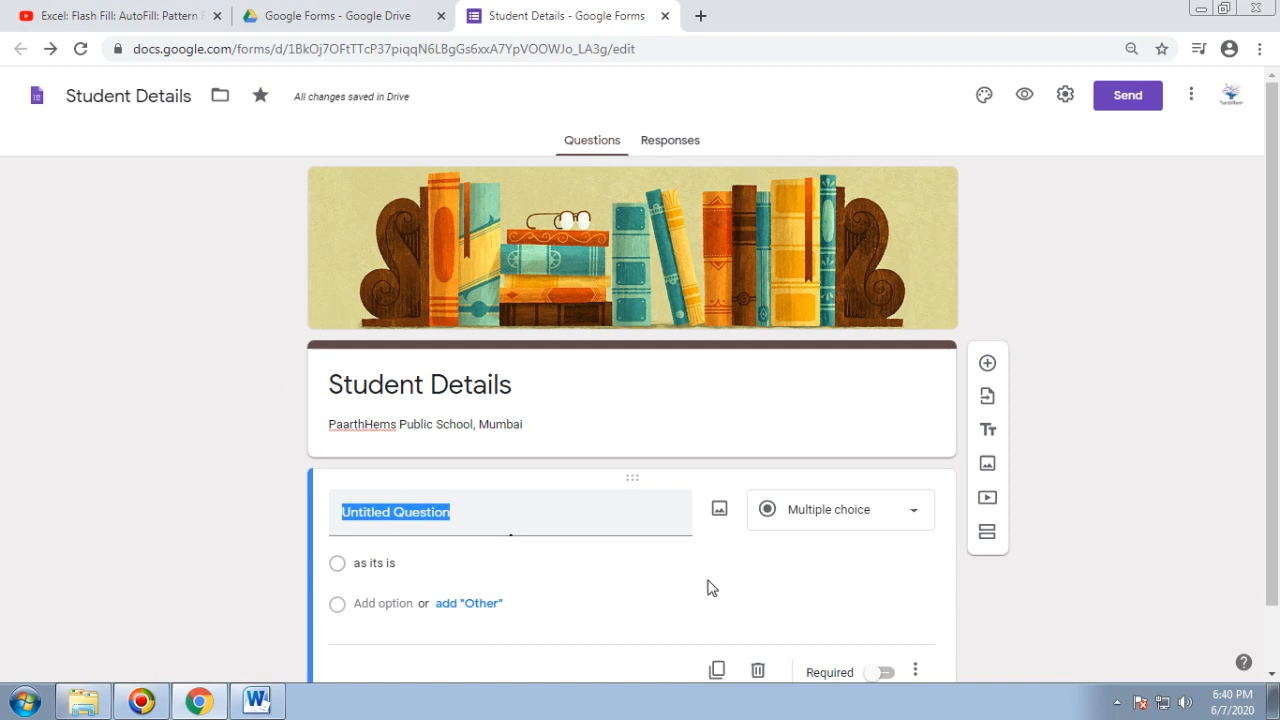 Excel: Flash Fill: AutoFill: Pattern E
Google Forms - Google Drive
Student Details - Google Forms
docs.google.com/forms/d/1BkOj7OFtTTcP37piqqN6LBgGs6xxA7YpVOOWJo_LA3g/edit
Student Details
All changes saved in Drive
Send
Questions
Responses
Student Details
PaarthHems Public School, Mumbai
Untitled Question
Multiple choice
as its is
Add option or add "Other"
Required
6:40 PM
6/7/2020